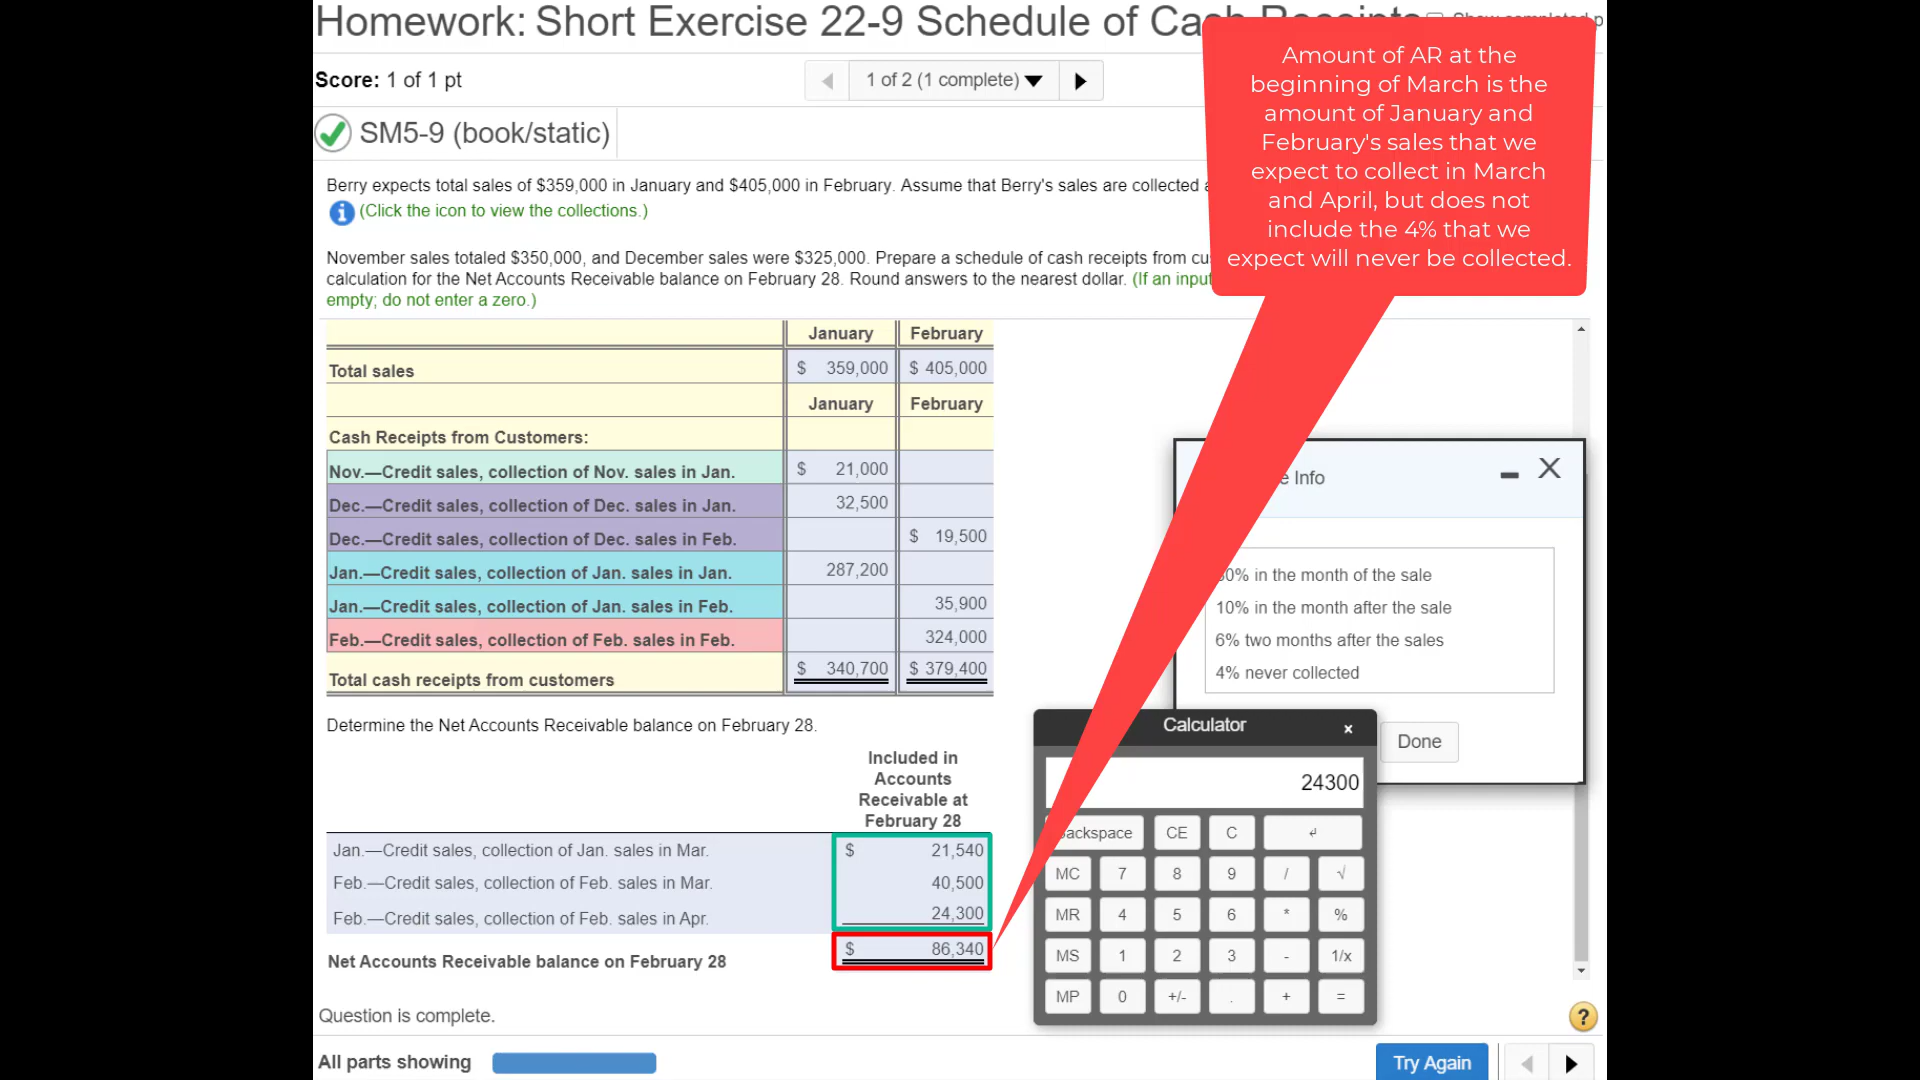 Homework: Short Exercise 22-9 Schedule of Cash Receipts
Score: 1 of 1 pt
1 of 2 (1 complete)
SM5-9 (book/static)
Amount of AR at the
beginning of March is the
amount of January and
February's sales that we
expect to collect in March
and April, but does not
include the 4% that we
expect will never be collected.
Berry expects total sales of $359,000 in January and $405,000 in February. Assume that Berry's sales are collected
(Click the icon to view the collections.)
November sales totaled $350,000, and December sales were $325,000. Prepare a schedule of cash receipts from
calculation for the Net Accounts Receivable balance on February 28. Round answers to the nearest dollar. (If an input
empty; do not enter a zero.)
January February
Total sales $ 359,000 $ 405,000
January February
Cash Receipts from Customers:
Nov.—Credit sales, collection of Nov. sales in Jan. $ 21,000
Dec.—Credit sales, collection of Dec. sales in Jan. 32,500
Dec.—Credit sales, collection of Dec. sales in Feb. $ 19,500
Jan.—Credit sales, collection of Jan. sales in Jan. 287,200
Jan.—Credit sales, collection of Jan. sales in Feb. 35,900
Feb.—Credit sales, collection of Feb. sales in Feb. 324,000
Total cash receipts from customers $ 340,700 $ 379,400
Determine the Net Accounts Receivable balance on February 28.
Included in
Accounts
Receivable at
February 28
Jan.—Credit sales, collection of Jan. sales in Mar. $ 21,540
Feb.—Credit sales, collection of Feb. sales in Mar. 40,500
Feb.—Credit sales, collection of Feb. sales in Apr. 24,300
Net Accounts Receivable balance on February 28 $ 86,340
Question is complete.
All parts showing
Info
0% in the month of the sale
10% in the month after the sale
6% two months after the sales
4% never collected
Done
Calculator x
24300
ackspace CE C ↵
MC 7 8 9 / √
MR 4 5 6 * %
MS 1 2 3 - 1/x
MP 0 +/- . + =
?
Try Again